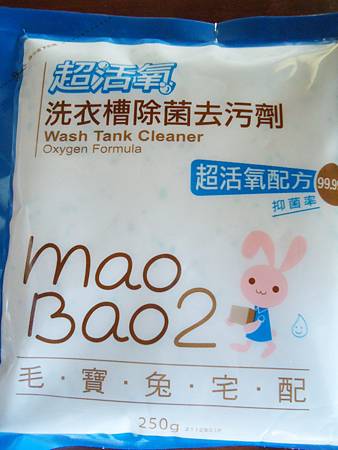 超活氧
洗衣槽除菌去污劑
Wash Tank Cleaner
Oxygen Formula
超活氧配方
99.9
抑菌率
mao
Bao2
毛·寶·兔·宅·配
250g